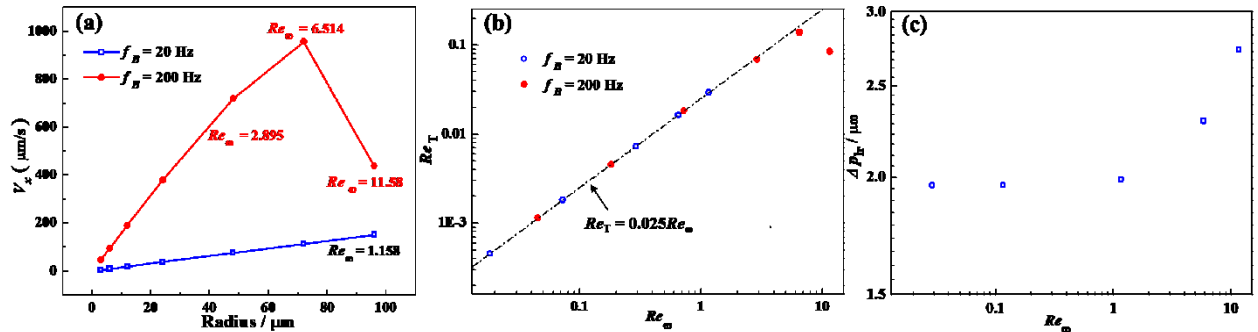 (a)
Re_ω = 6.514
f_B = 20 Hz
f_B = 200 Hz
Re_ω = 2.895
Re_ω = 11.58
Re_ω = 1.158
1000
800
600
400
200
0
V_x ( μm/s )
0 20 40 60 80 100
Radius / μm
(b)
f_B = 20 Hz
f_B = 200 Hz
Re_T = 0.025Re_ω
0.1
0.01
1E-3
Re_T
0.1 1 10
Re_ω
(c)
3.0
2.5
2.0
1.5
0.01 0.1 1 10
Re_ω